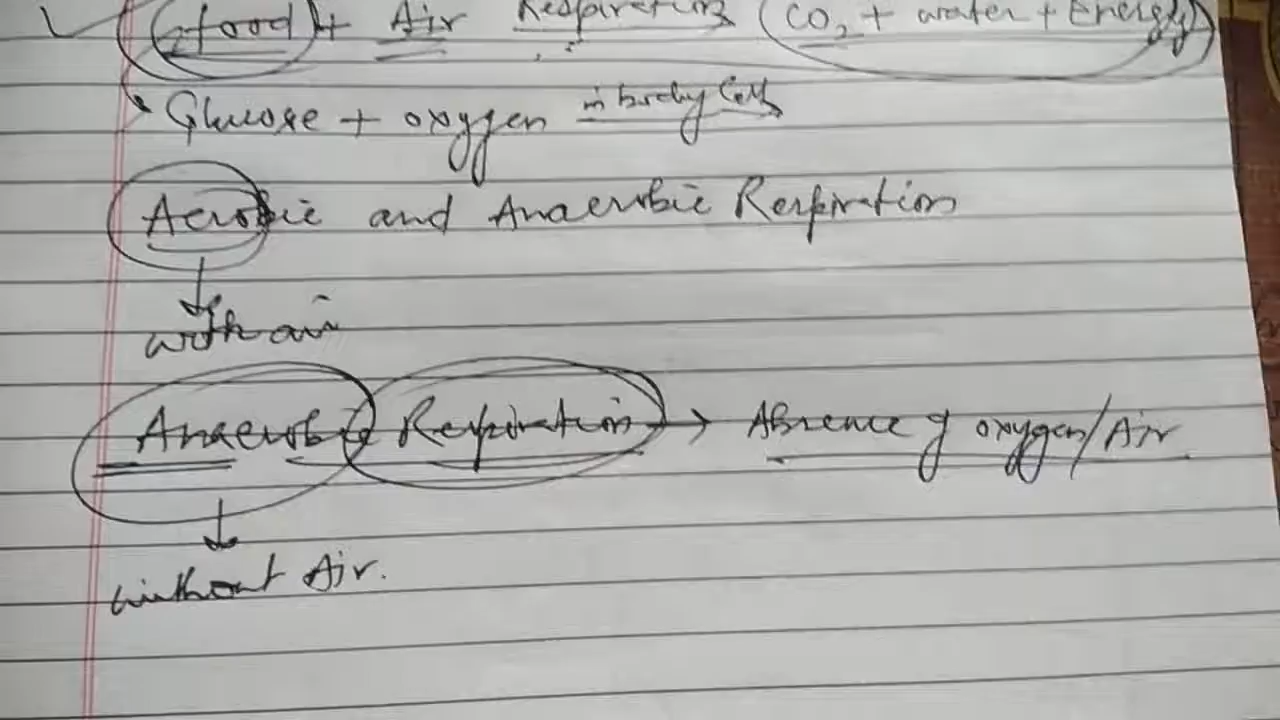 food + Air Respiration CO₂ + water + Energy
Glucose + oxygen in body Cells
Aerobic and Anaerobic Respiration
with air
Anaerobic Respiration → Absence of oxygen/Air
without Air.